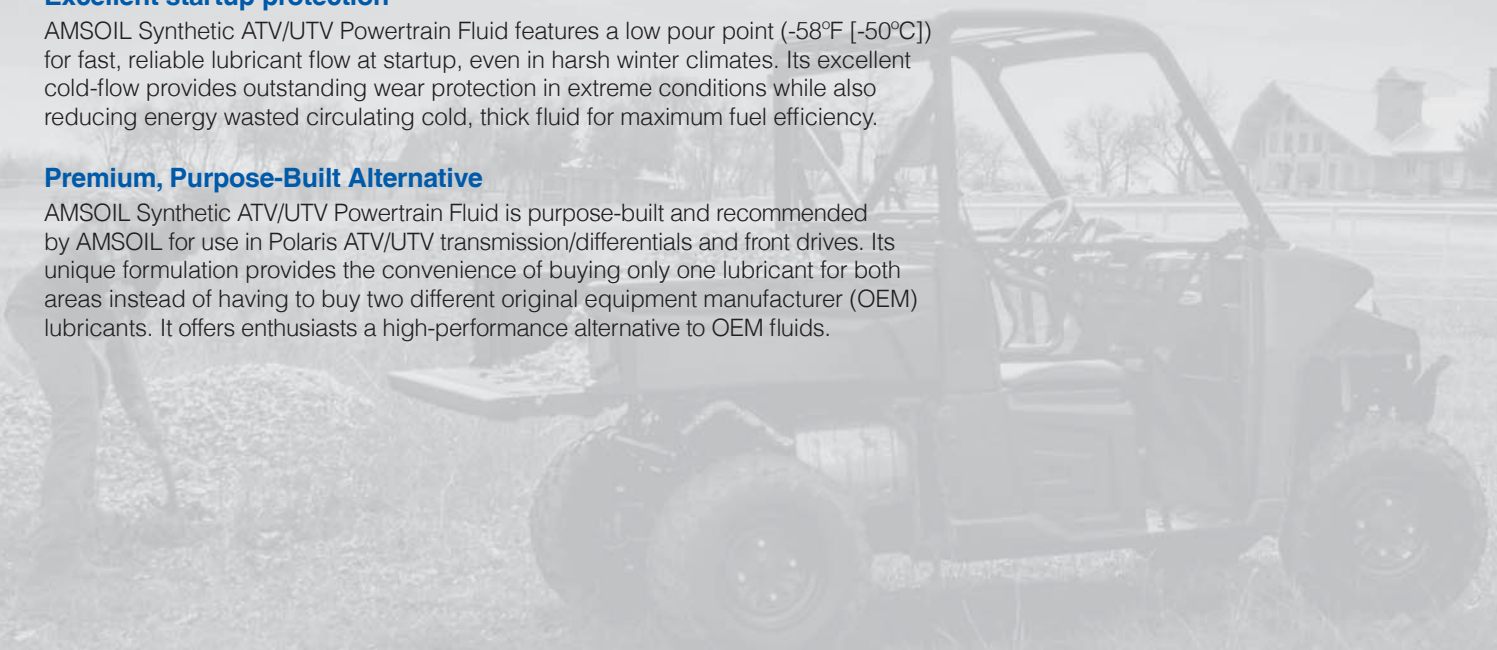 Excellent startup protection
AMSOIL Synthetic ATV/UTV Powertrain Fluid features a low pour point (-58ºF [-50ºC])
for fast, reliable lubricant flow at startup, even in harsh winter climates. Its excellent
cold-flow provides outstanding wear protection in extreme conditions while also
reducing energy wasted circulating cold, thick fluid for maximum fuel efficiency.
Premium, Purpose-Built Alternative
AMSOIL Synthetic ATV/UTV Powertrain Fluid is purpose-built and recommended
by AMSOIL for use in Polaris ATV/UTV transmission/differentials and front drives. Its
unique formulation provides the convenience of buying only one lubricant for both
areas instead of having to buy two different original equipment manufacturer (OEM)
lubricants. It offers enthusiasts a high-performance alternative to OEM fluids.